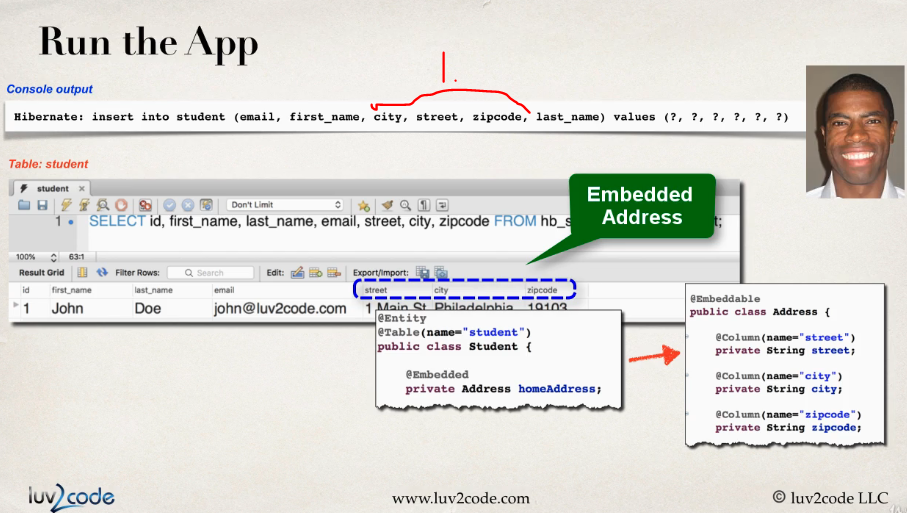 Run the App
Console output
Hibernate: insert into student (email, first_name, city, street, zipcode, last_name) values (?, ?, ?, ?, ?, ?)
Table: student
student
Don't Limit
1 SELECT id, first_name, last_name, email, street, city, zipcode FROM hb_s
100% 63:1
Result Grid Filter Rows: Search Edit: Export/Import:
id first_name last_name email street city zipcode
1 John Doe john@luv2code.com 1 Main St Philadelphia 19103
Embedded
Address
@Entity
@Table(name="student")
public class Student {
@Embedded
private Address homeAddress;
@Embeddable
public class Address {
@Column(name="street")
private String street;
@Column(name="city")
private String city;
@Column(name="zipcode")
private String zipcode;
luv2code
www.luv2code.com
© luv2code LLC